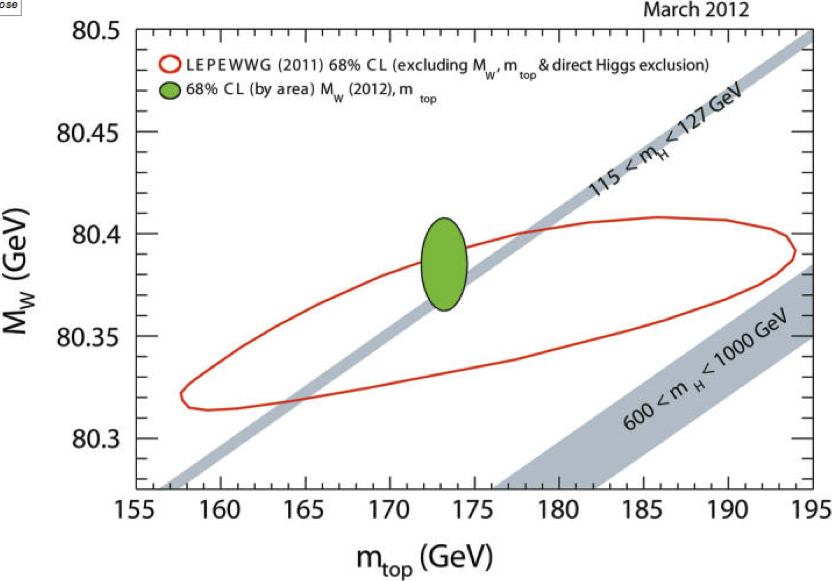 ose
March 2012
80.5
LEPEWWG (2011) 68% CL (excluding M_W, m_top & direct Higgs exclusion)
68% CL (by area) M_W (2012), m_top
115 < m_H < 127 GeV
80.45
80.4
M_W (GeV)
80.35
600 < m_H < 1000 GeV
80.3
155 160 165 170 175 180 185 190 195
m_top (GeV)